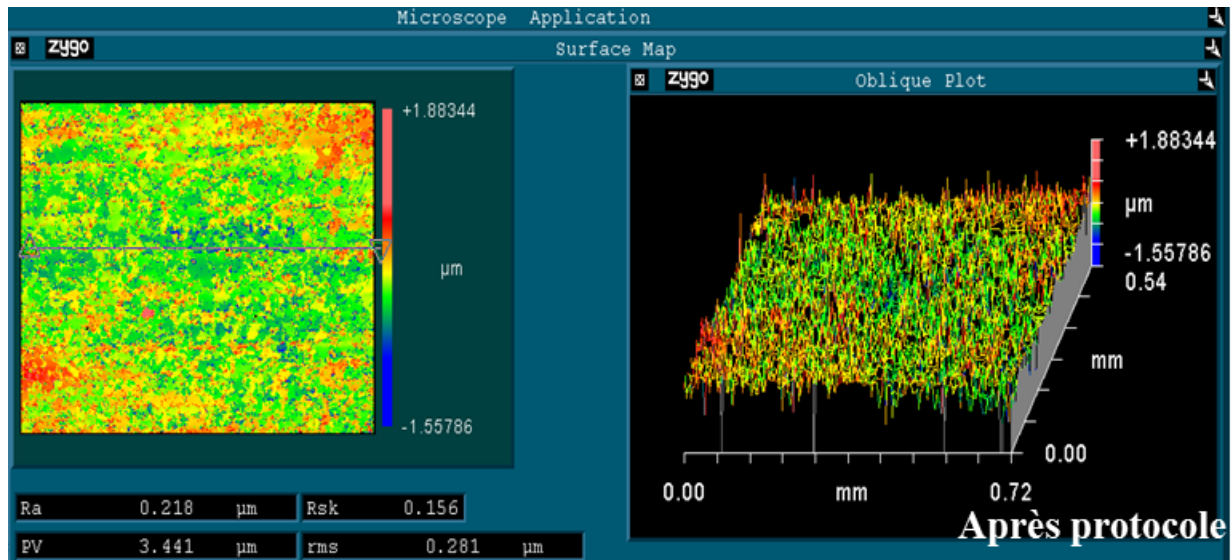 Microscope Application
zygo Surface Map
zygo Oblique Plot
+1.88344
µm
-1.55786
+1.88344
µm
-1.55786
0.54
mm
0.00
0.00 mm 0.72
Ra 0.218 µm Rsk 0.156
PV 3.441 µm rms 0.281 µm
Après protocole